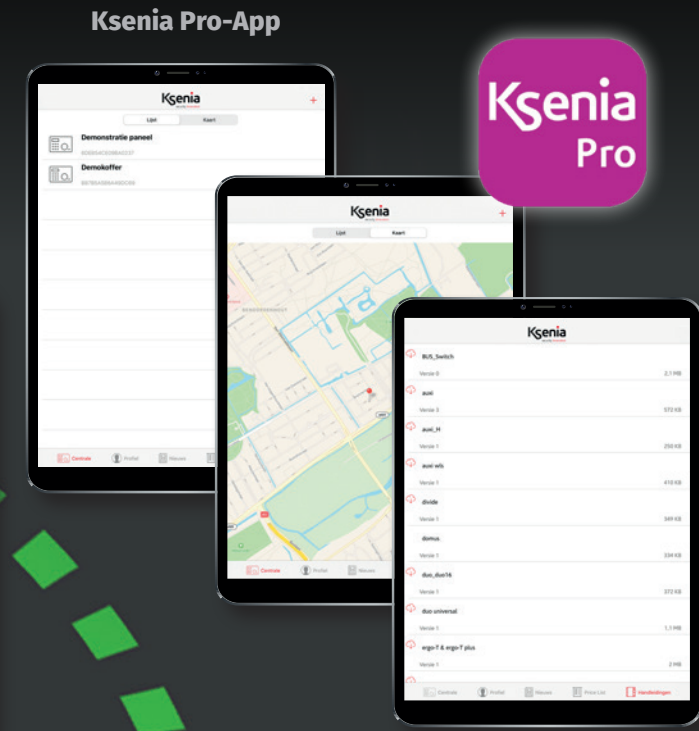 Ksenia Pro-App
Ksenia
Pro
Ksenia
+
Lijst Kaart
Demonstratie paneel
Demokoffer
Centrale Profiel Nieuws
Ksenia
+
Lijst Kaart
Centrale Profiel Nieuws
Ksenia
BUS_Switch
Versie 0 2,1 MB
auxi
Versie 3 572 KB
auxi_H
Versie 1 250 KB
auxi-wls
Versie 1 410 KB
divide
Versie 1 349 KB
domus
Versie 1 334 KB
duo_duo14
Versie 1 372 KB
duo universal
Versie 1 1,1 MB
ergo-T & ergo-T plus
Versie 1 2 MB
Centrale Profiel Nieuws Price List Handleidingen